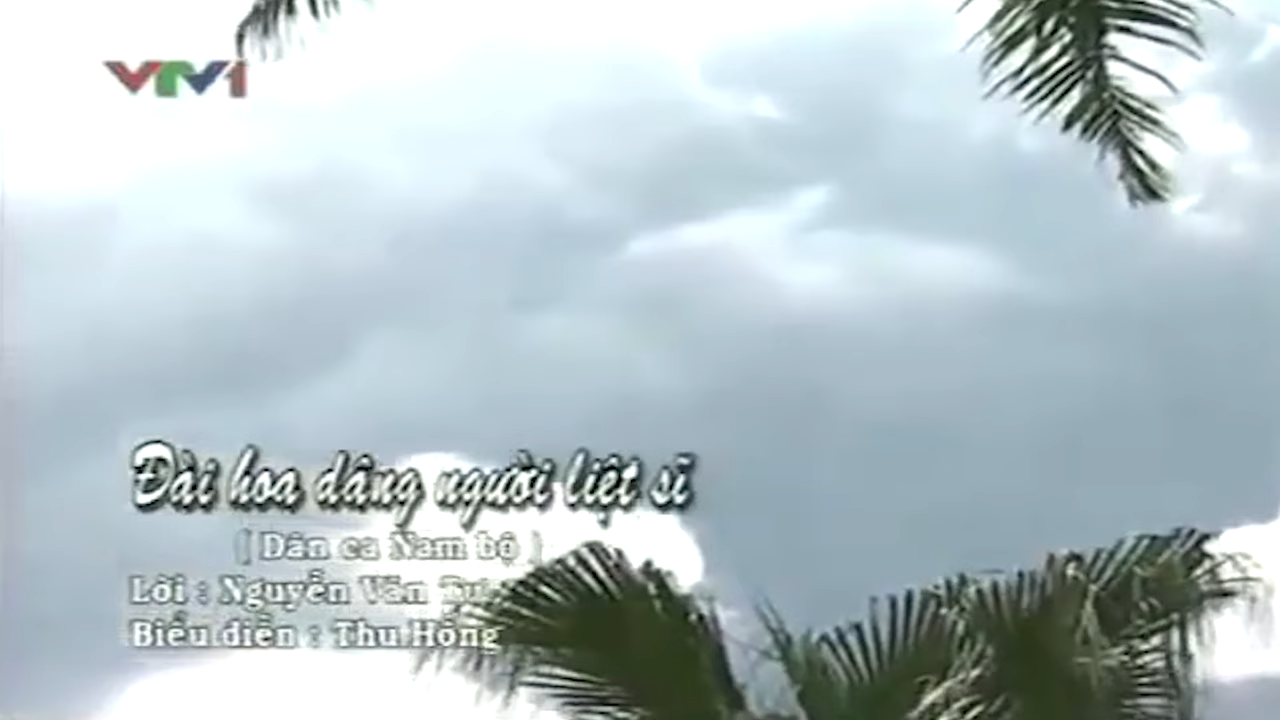 VTV1
Đài hoa dâng người liệt sĩ
( Dân ca Nam bộ )
Lời : Nguyễn Văn
Biểu diễn : Thu Hồng